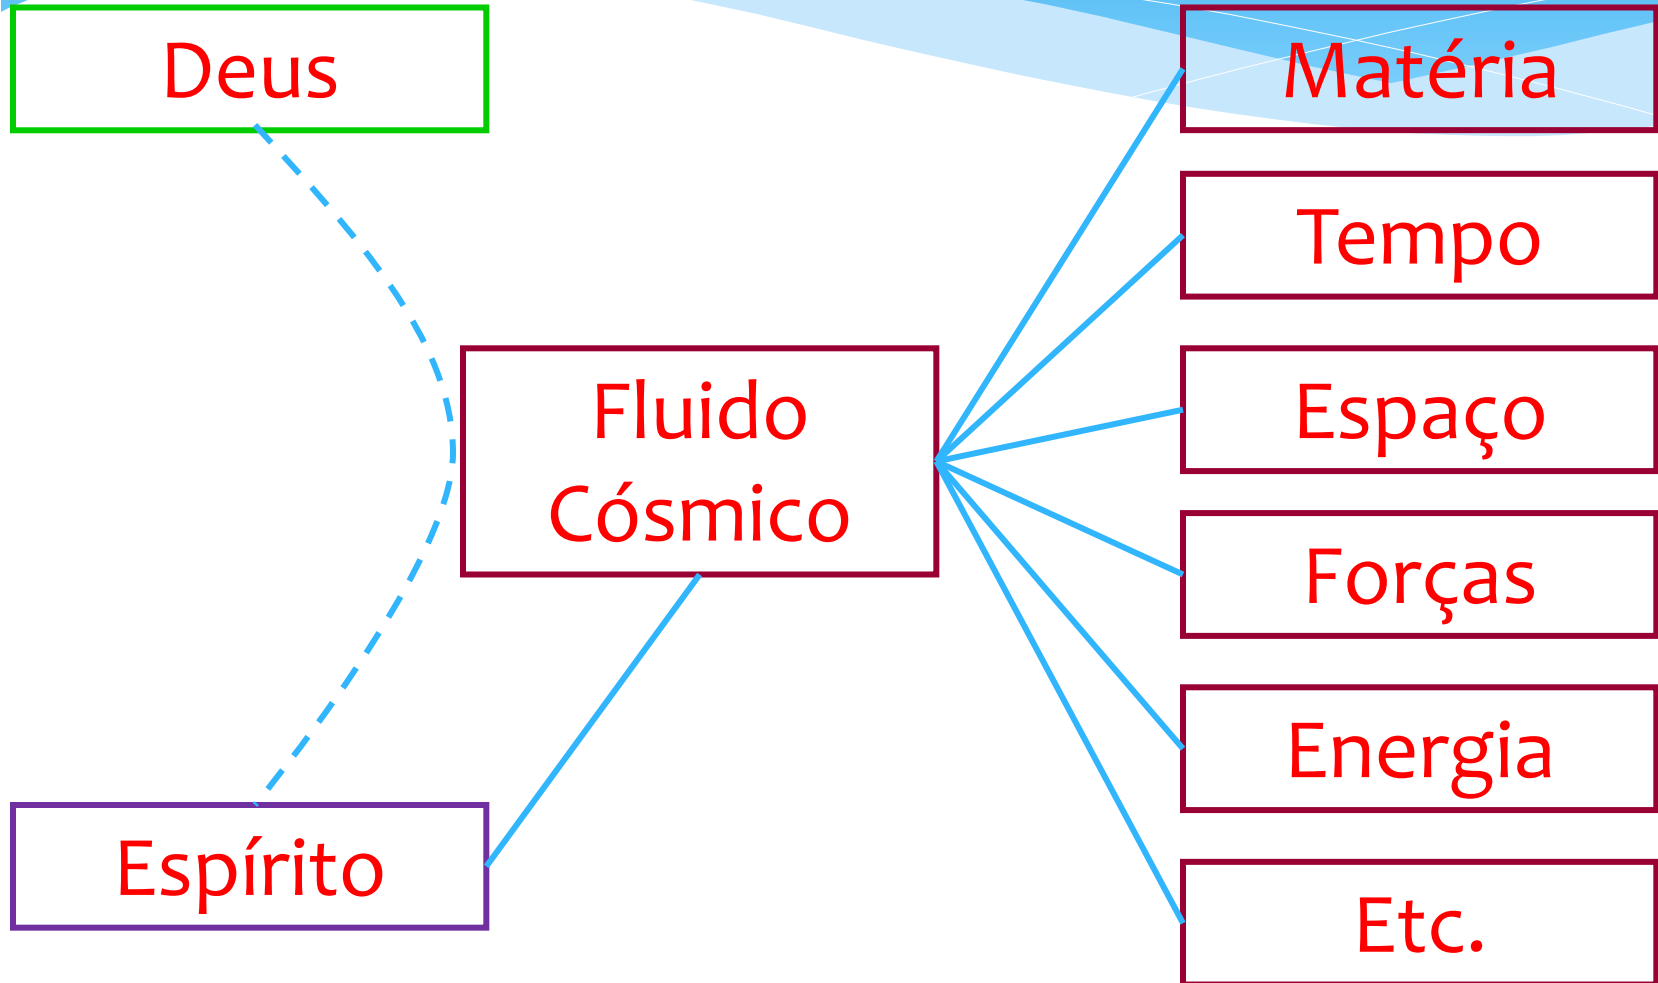 Deus
Matéria
Tempo
Fluido
Cósmico
Espaço
Forças
Energia
Espírito
Etc.